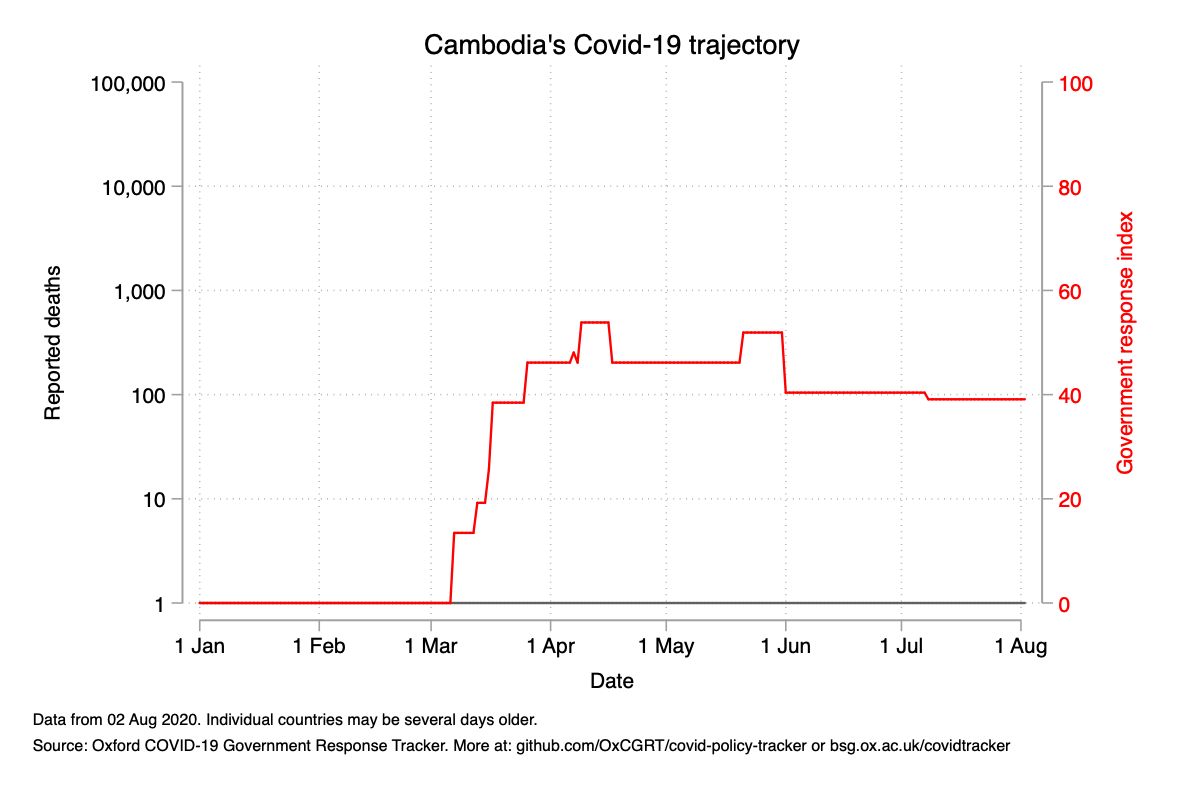 Cambodia's Covid-19 trajectory
100,000
10,000
1,000
100
10
1
Reported deaths
100
80
60
40
20
0
Government response index
1 Jan
1 Feb
1 Mar
1 Apr
1 May
1 Jun
1 Jul
1 Aug
Date
Data from 02 Aug 2020. Individual countries may be several days older.
Source: Oxford COVID-19 Government Response Tracker. More at: github.com/OxCGRT/covid-policy-tracker or bsg.ox.ac.uk/covidtracker